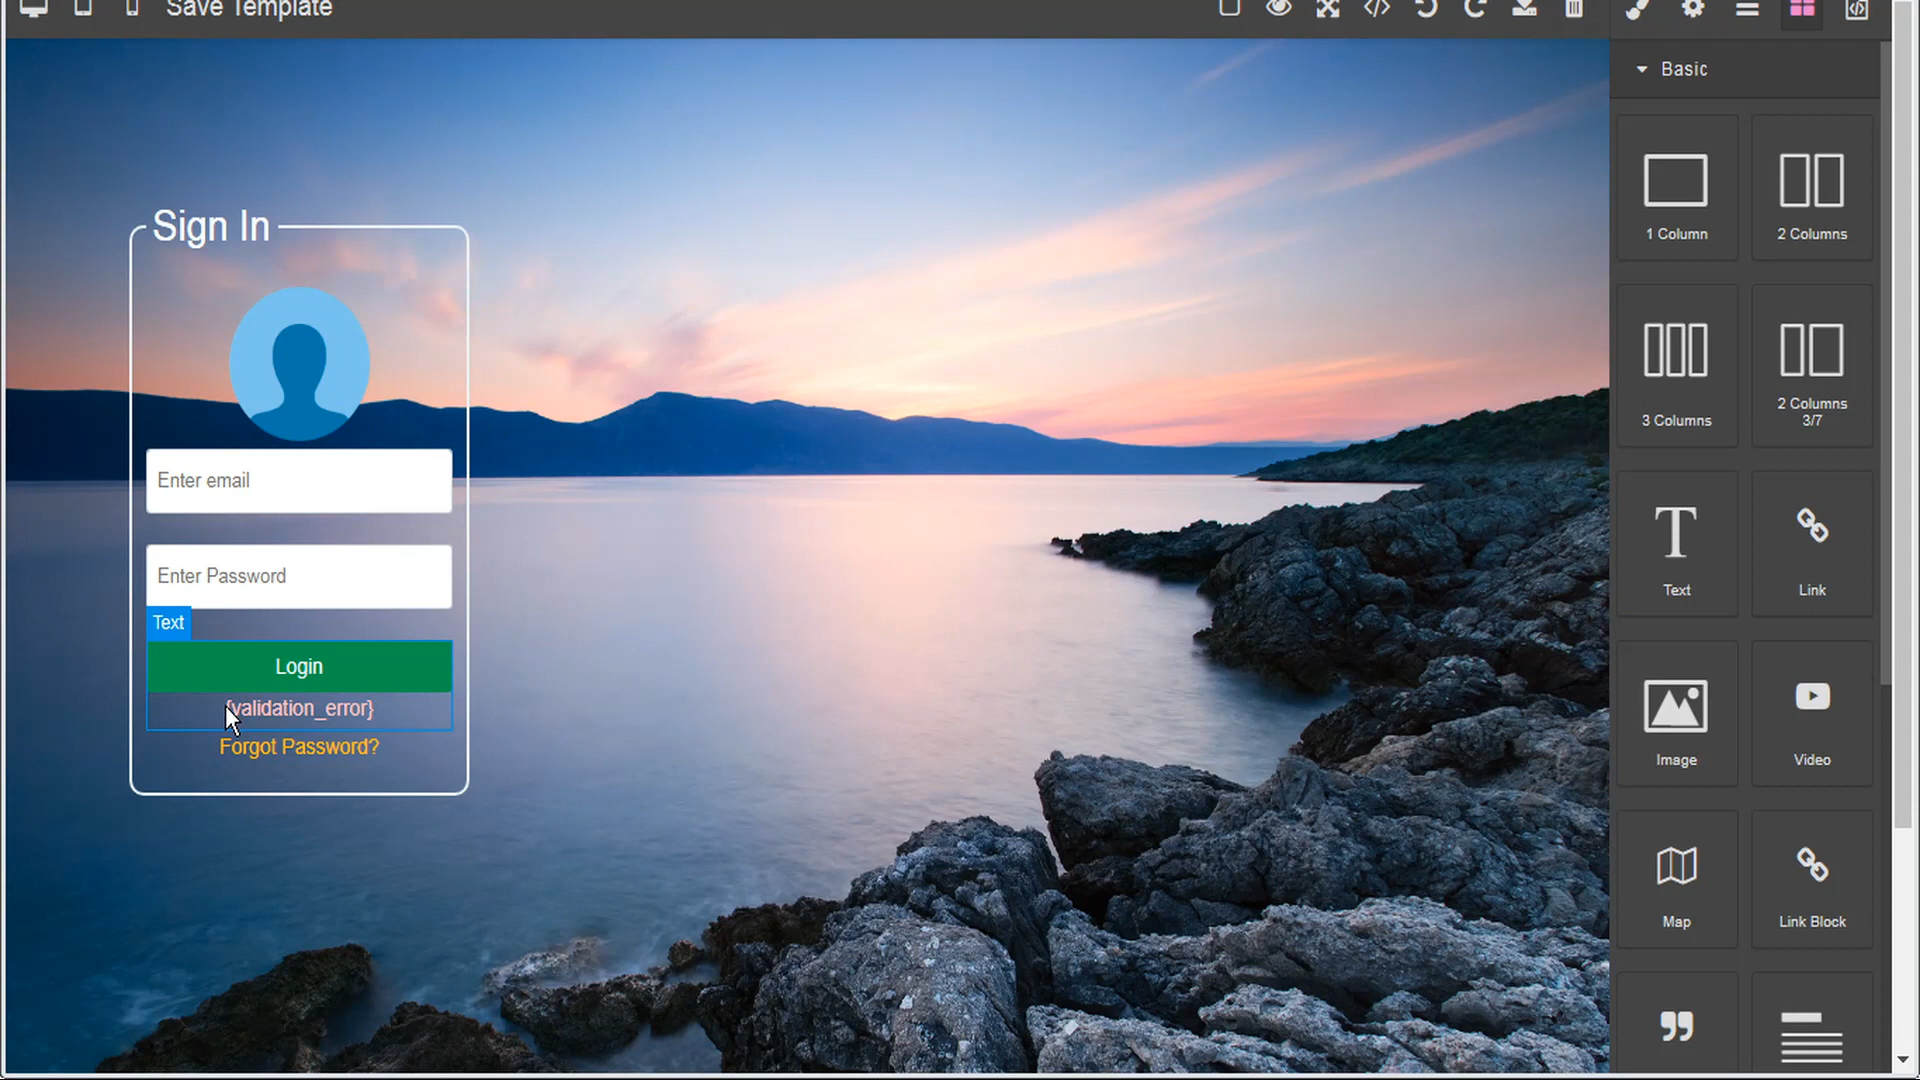 Save Template
Basic
1 Column
2 Columns
3 Columns
2 Columns
3/7
Text
Link
Image
Video
Map
Link Block
Sign In
Enter email
Enter Password
Text
Login
{validation_error}
Forgot Password?